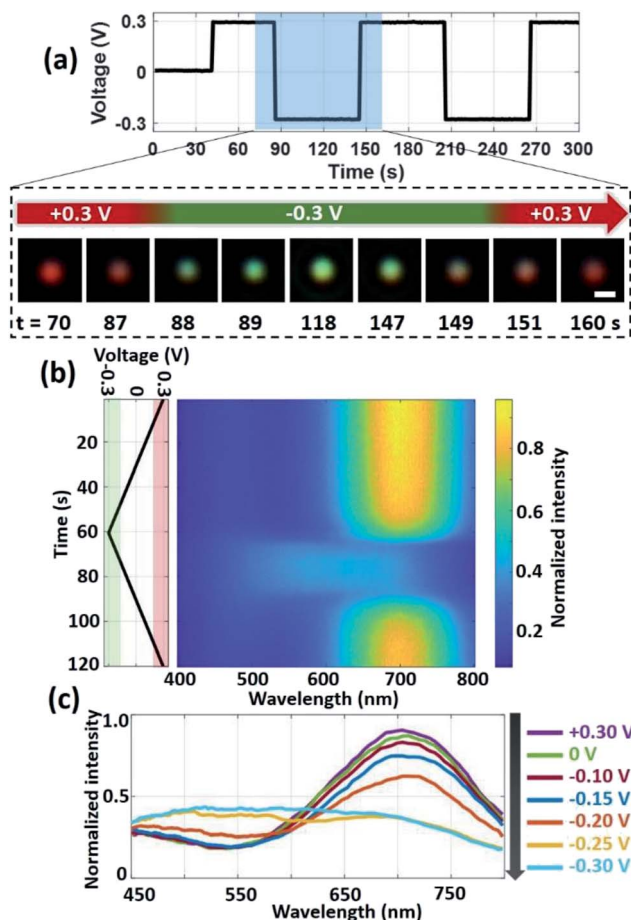 (a)
Voltage (V)
0.3
0
-0.3
0 30 60 90 120 150 180 210 240 270 300
Time (s)
+0.3 V -0.3 V +0.3 V
t = 70 87 88 89 118 147 149 151 160 s
(b)
Voltage (V)
-0.3 0 0.3
Time (s)
20
40
60
80
100
120
400 500 600 700 800
Wavelength (nm)
0.8
0.6
0.4
0.2
Normalized intensity
(c)
Normalized intensity
1.0
0.5
0
450 550 650 750
Wavelength (nm)
+0.30 V
0 V
-0.10 V
-0.15 V
-0.20 V
-0.25 V
-0.30 V